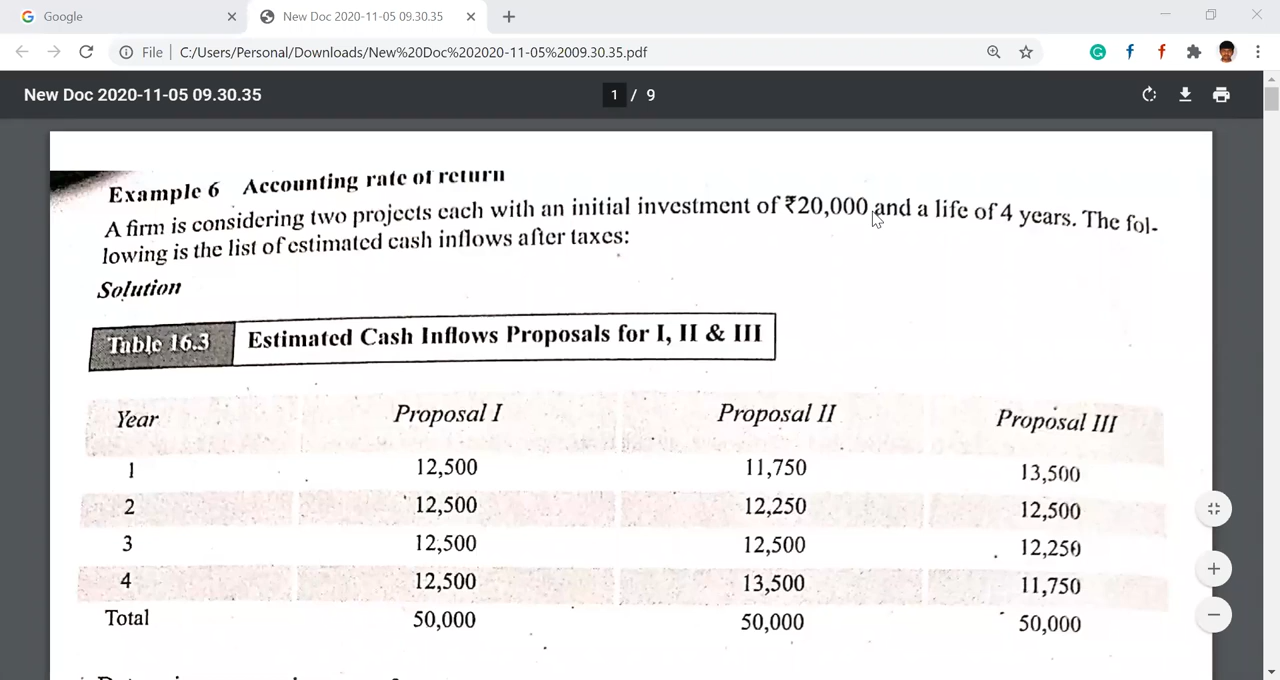 Google
New Doc 2020-11-05 09.30.35
File | C:/Users/Personal/Downloads/New%20Doc%202020-11-05%2009.30.35.pdf
New Doc 2020-11-05 09.30.35
1 / 9
Example 6 Accounting rate of return
A firm is considering two projects each with an initial investment of ₹20,000 and a life of 4 years. The fol-
lowing is the list of estimated cash inflows after taxes:
Solution
Table 16.3 Estimated Cash Inflows Proposals for I, II & III
Year Proposal I Proposal II Proposal III
1 12,500 11,750 13,500
2 12,500 12,250 12,500
3 12,500 12,500 12,250
4 12,500 13,500 11,750
Total 50,000 50,000 50,000